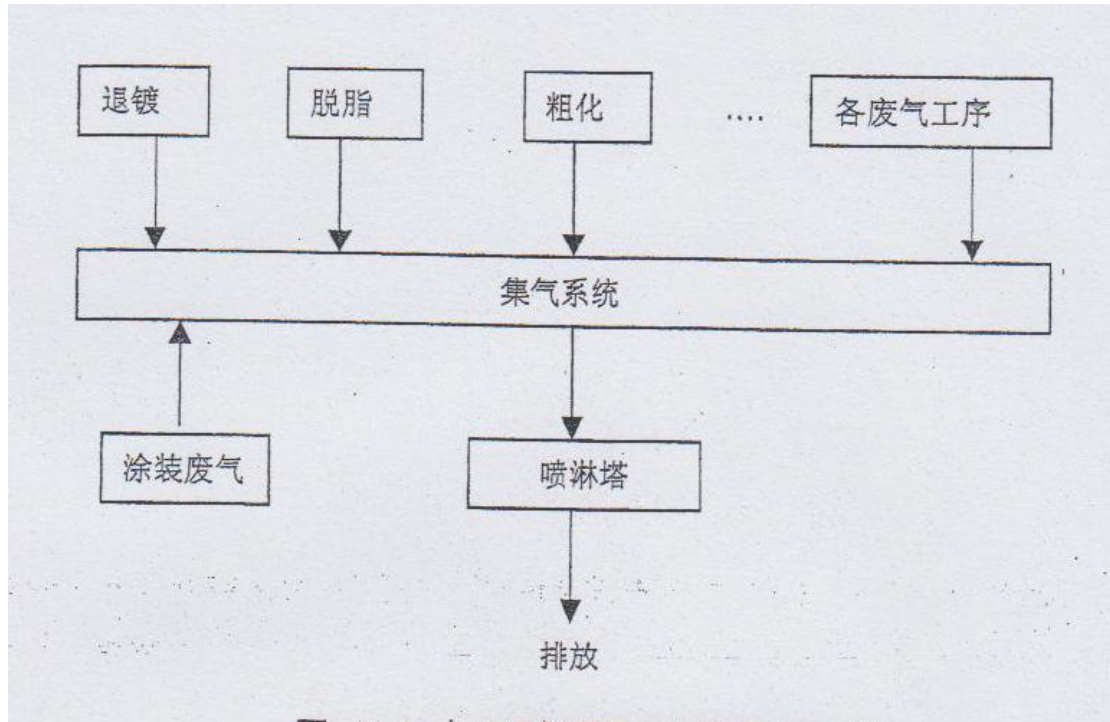 退镀
脱脂
粗化
....
各废气工序
集气系统
涂装废气
喷淋塔
排放